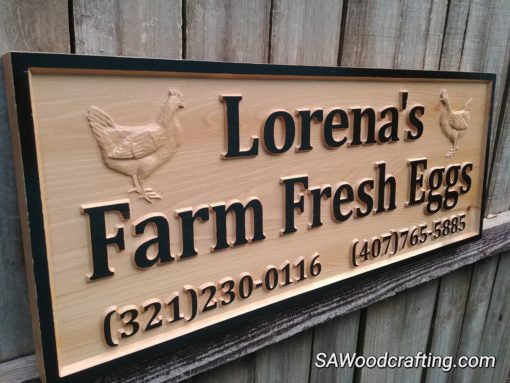 Lorena's
Farm Fresh Eggs
(321)230-0116 (407)765-5885
SAWoodcrafting.com